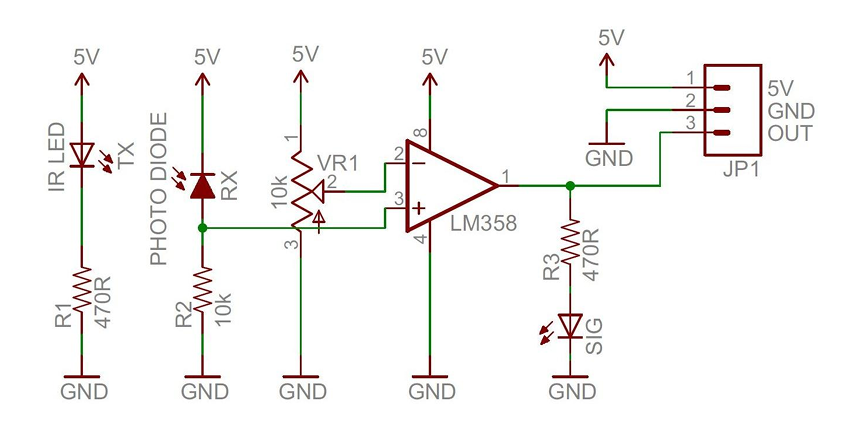 5V
5V
5V
5V
5V
IR LED
TX
PHOTO DIODE
RX
1
VR1
10k
2
3
2
3
8
4
1
LM358
1
2
3
5V
GND
OUT
JP1
GND
R1
470R
R2
10k
R3
470R
SIG
GND
GND
GND
GND
GND